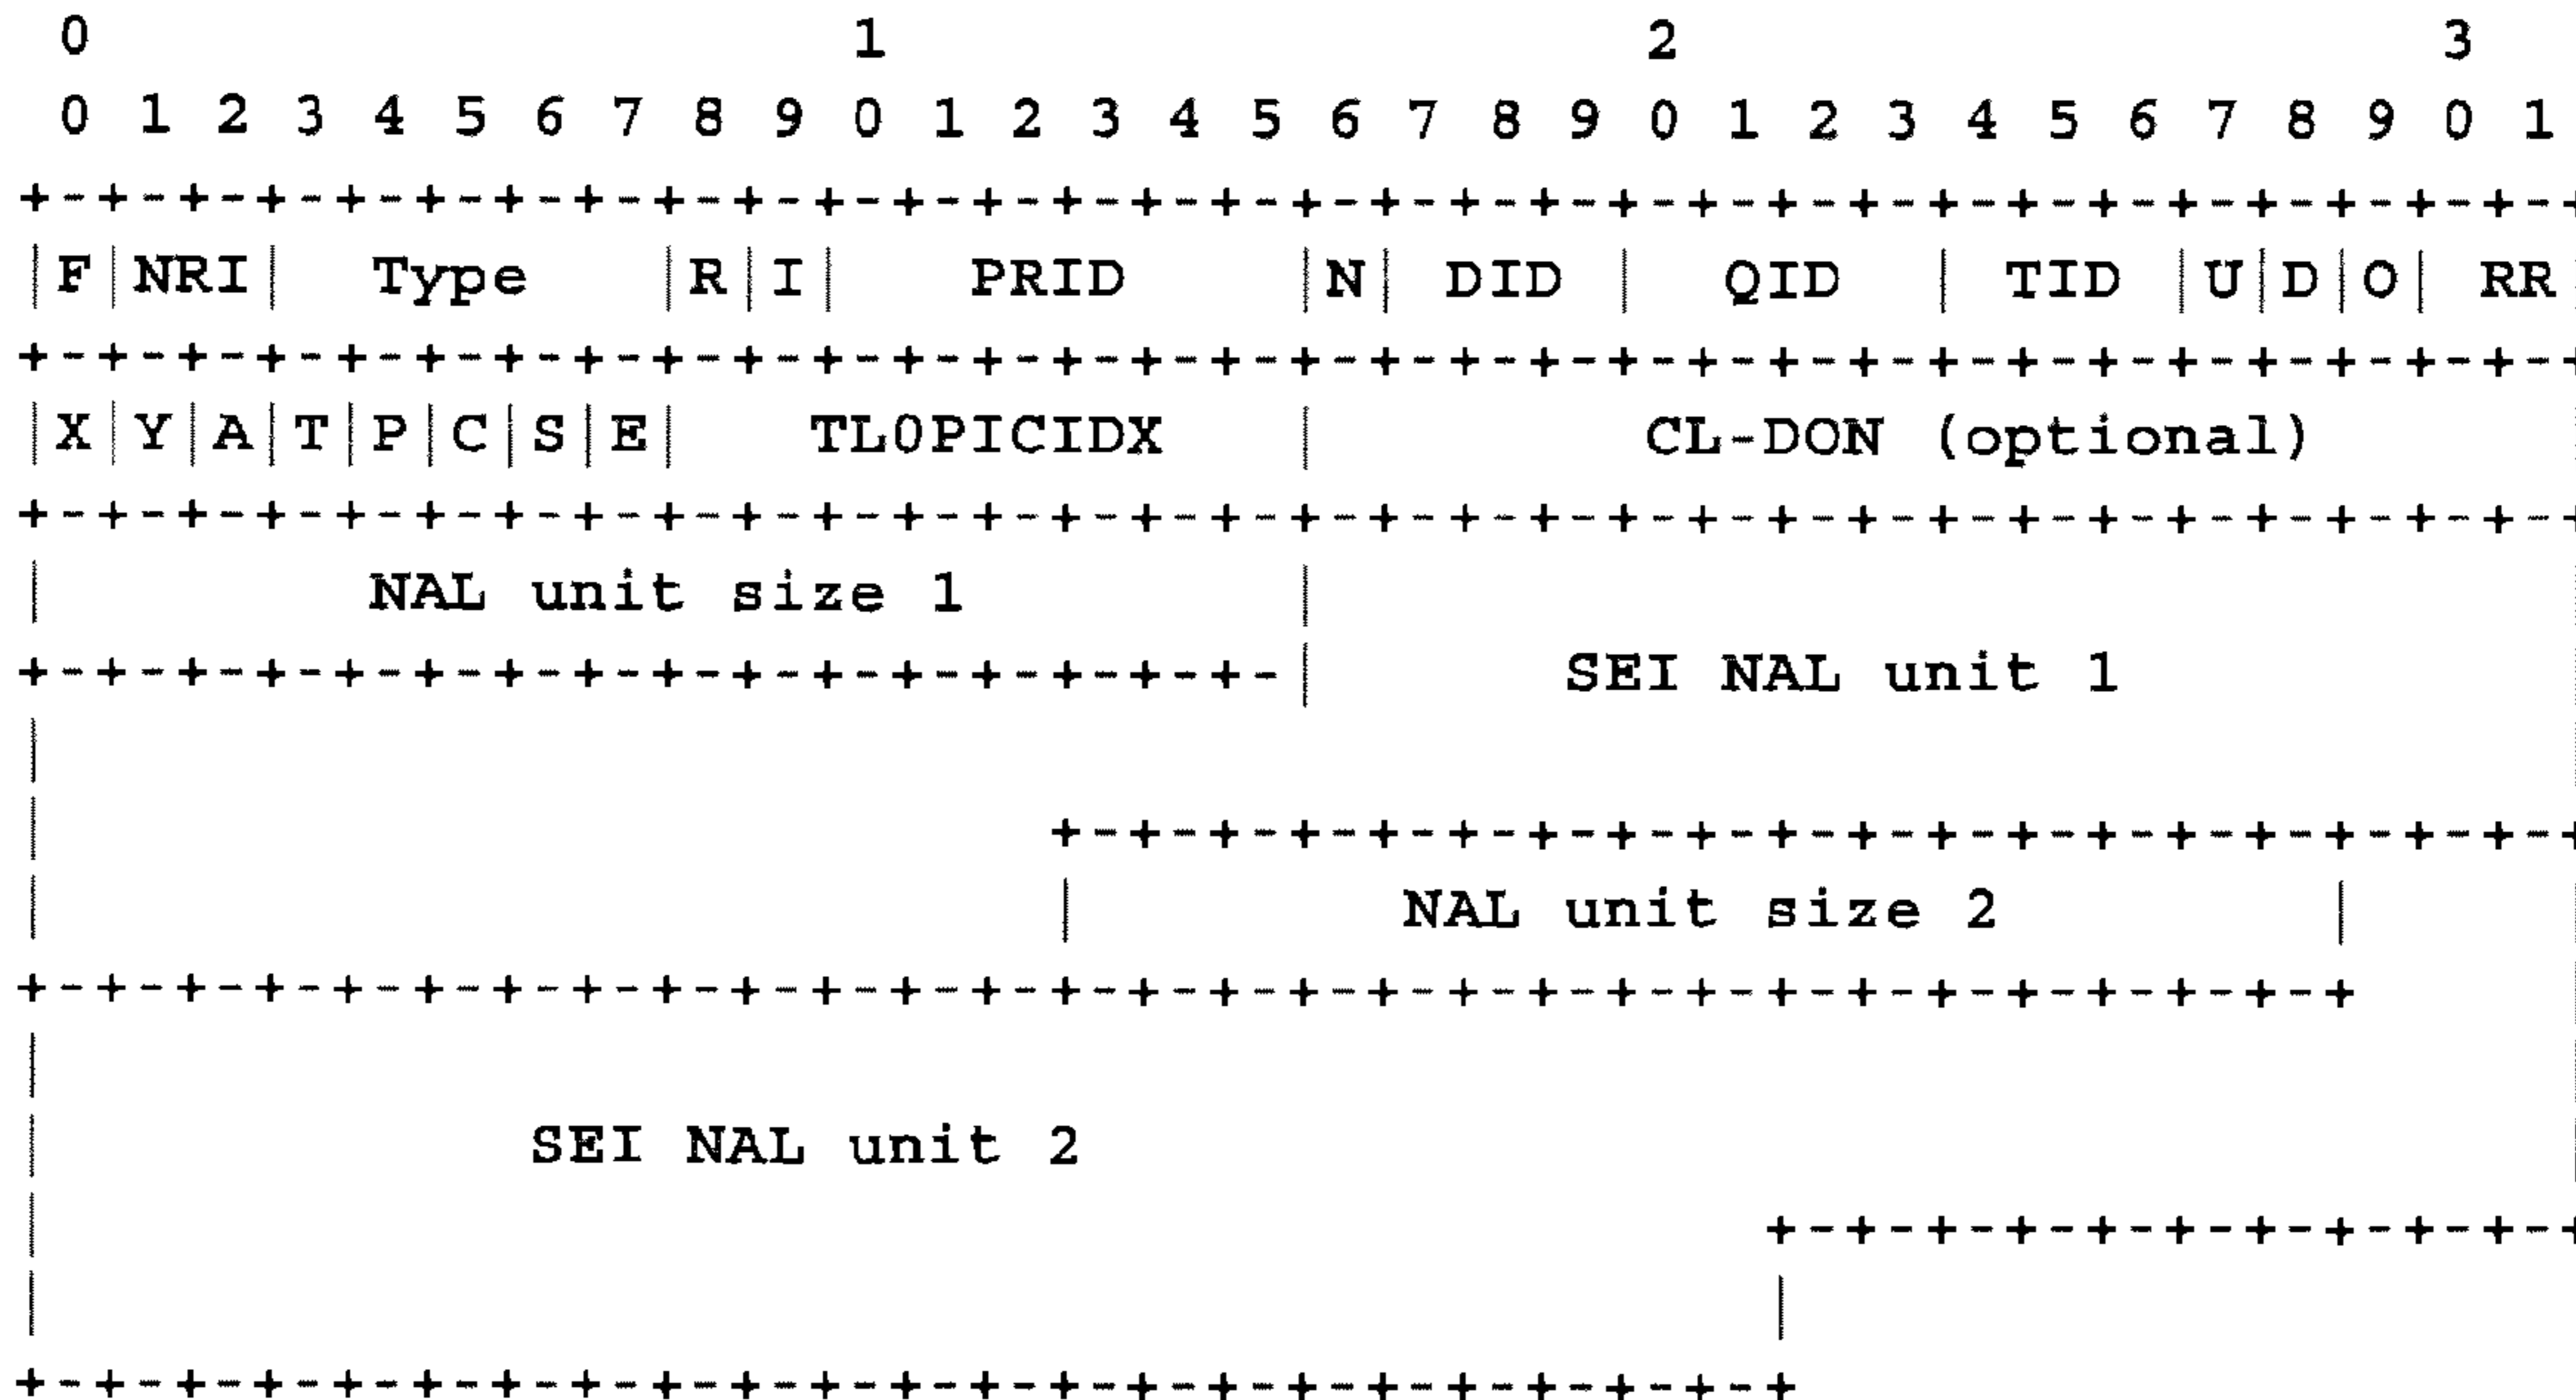 0 1 2 3
0 1 2 3 4 5 6 7 8 9 0 1 2 3 4 5 6 7 8 9 0 1 2 3 4 5 6 7 8 9 0 1
+-+-+-+-+-+-+-+-+-+-+-+-+-+-+-+-+-+-+-+-+-+-+-+-+-+-+-+-+-+-+-+-+
|F|NRI| Type |R|I| PRID |N| DID | QID | TID |U|D|O| RR
+-+-+-+-+-+-+-+-+-+-+-+-+-+-+-+-+-+-+-+-+-+-+-+-+-+-+-+-+-+-+-+-+
|X|Y|A|T|P|C|S|E| TL0PICIDX | CL-DON (optional) |
+-+-+-+-+-+-+-+-+-+-+-+-+-+-+-+-+-+-+-+-+-+-+-+-+-+-+-+-+-+-+-+-+
| NAL unit size 1 | |
+-+-+-+-+-+-+-+-+-+-+-+-+-+-+-+-| SEI NAL unit 1 |
| |
| +-+-+-+-+-+-+-+-+-+-+-+-+-+-+-+-+-+-+-+
| | NAL unit size 2 | |
+-+-+-+-+-+-+-+-+-+-+-+-+-+-+-+-+-+-+-+-+-+-+-+-+-+-+-+-+-+ |
| |
| SEI NAL unit 2 |
| +-+-+-+-+-+-+-+-+-+-+
| |
+-+-+-+-+-+-+-+-+-+-+-+-+-+-+-+-+-+-+-+-+-+-+